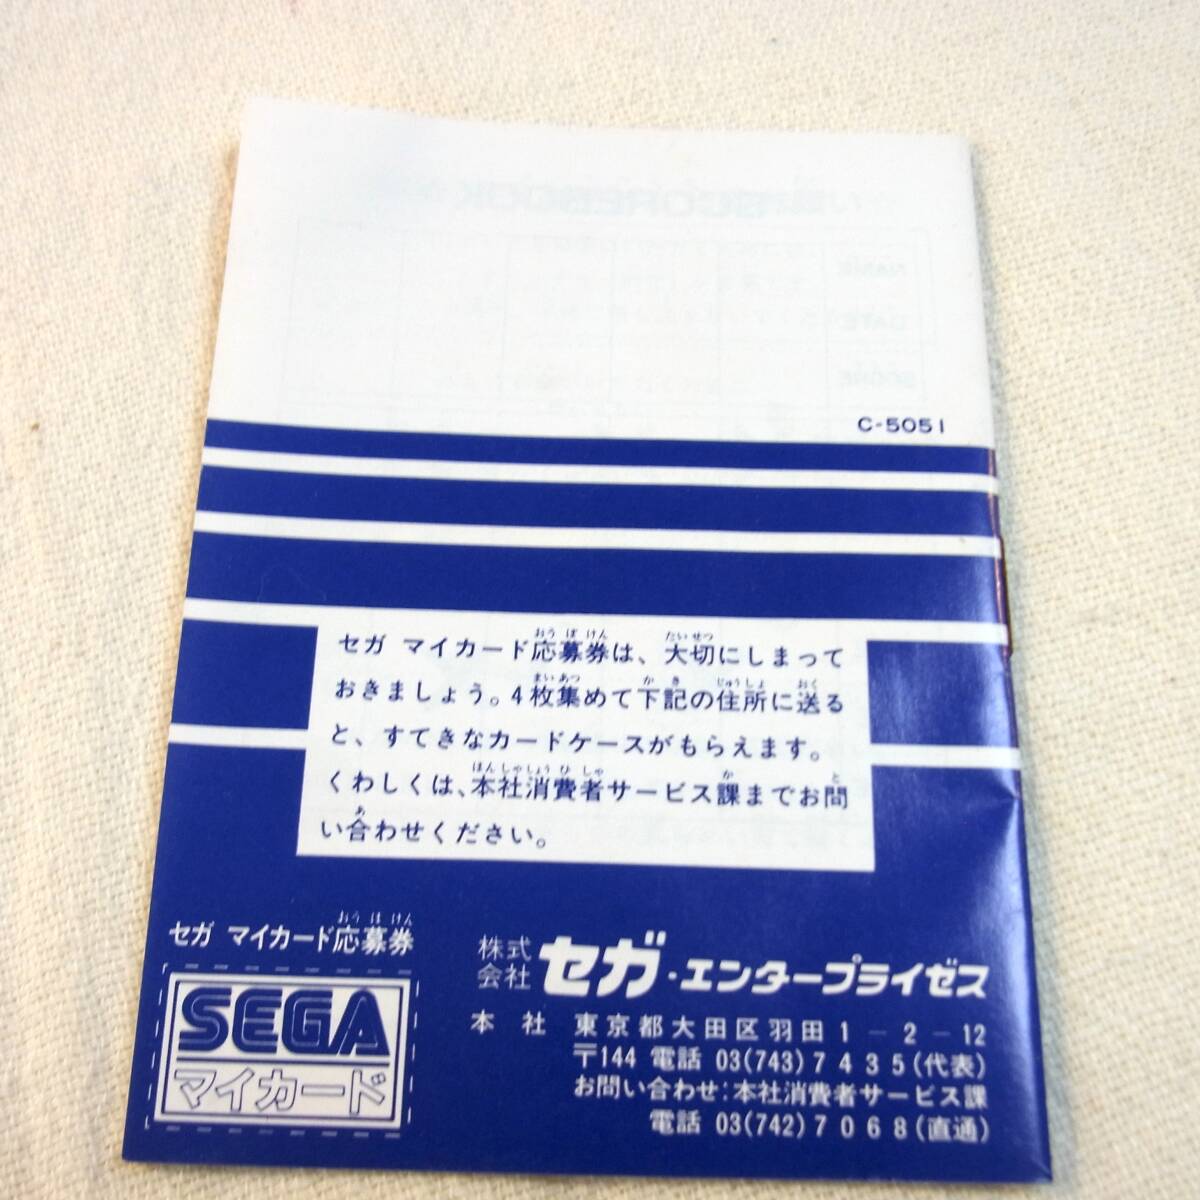 C-5051
セガ マイカード応募券は、大切にしまって
おきましょう。4枚集めて下記の住所に送る
と、すてきなカードケースがもらえます。
くわしくは、本社消費者サービス課までお問
い合わせください。
セガ マイカード応募券
SEGA
マイカード
株式会社 セガ・エンタープライゼス
本社 東京都大田区羽田1-2-12
〒144 電話 03(743)7435(代表)
お問い合わせ:本社消費者サービス課
電話 03(742)7068(直通)